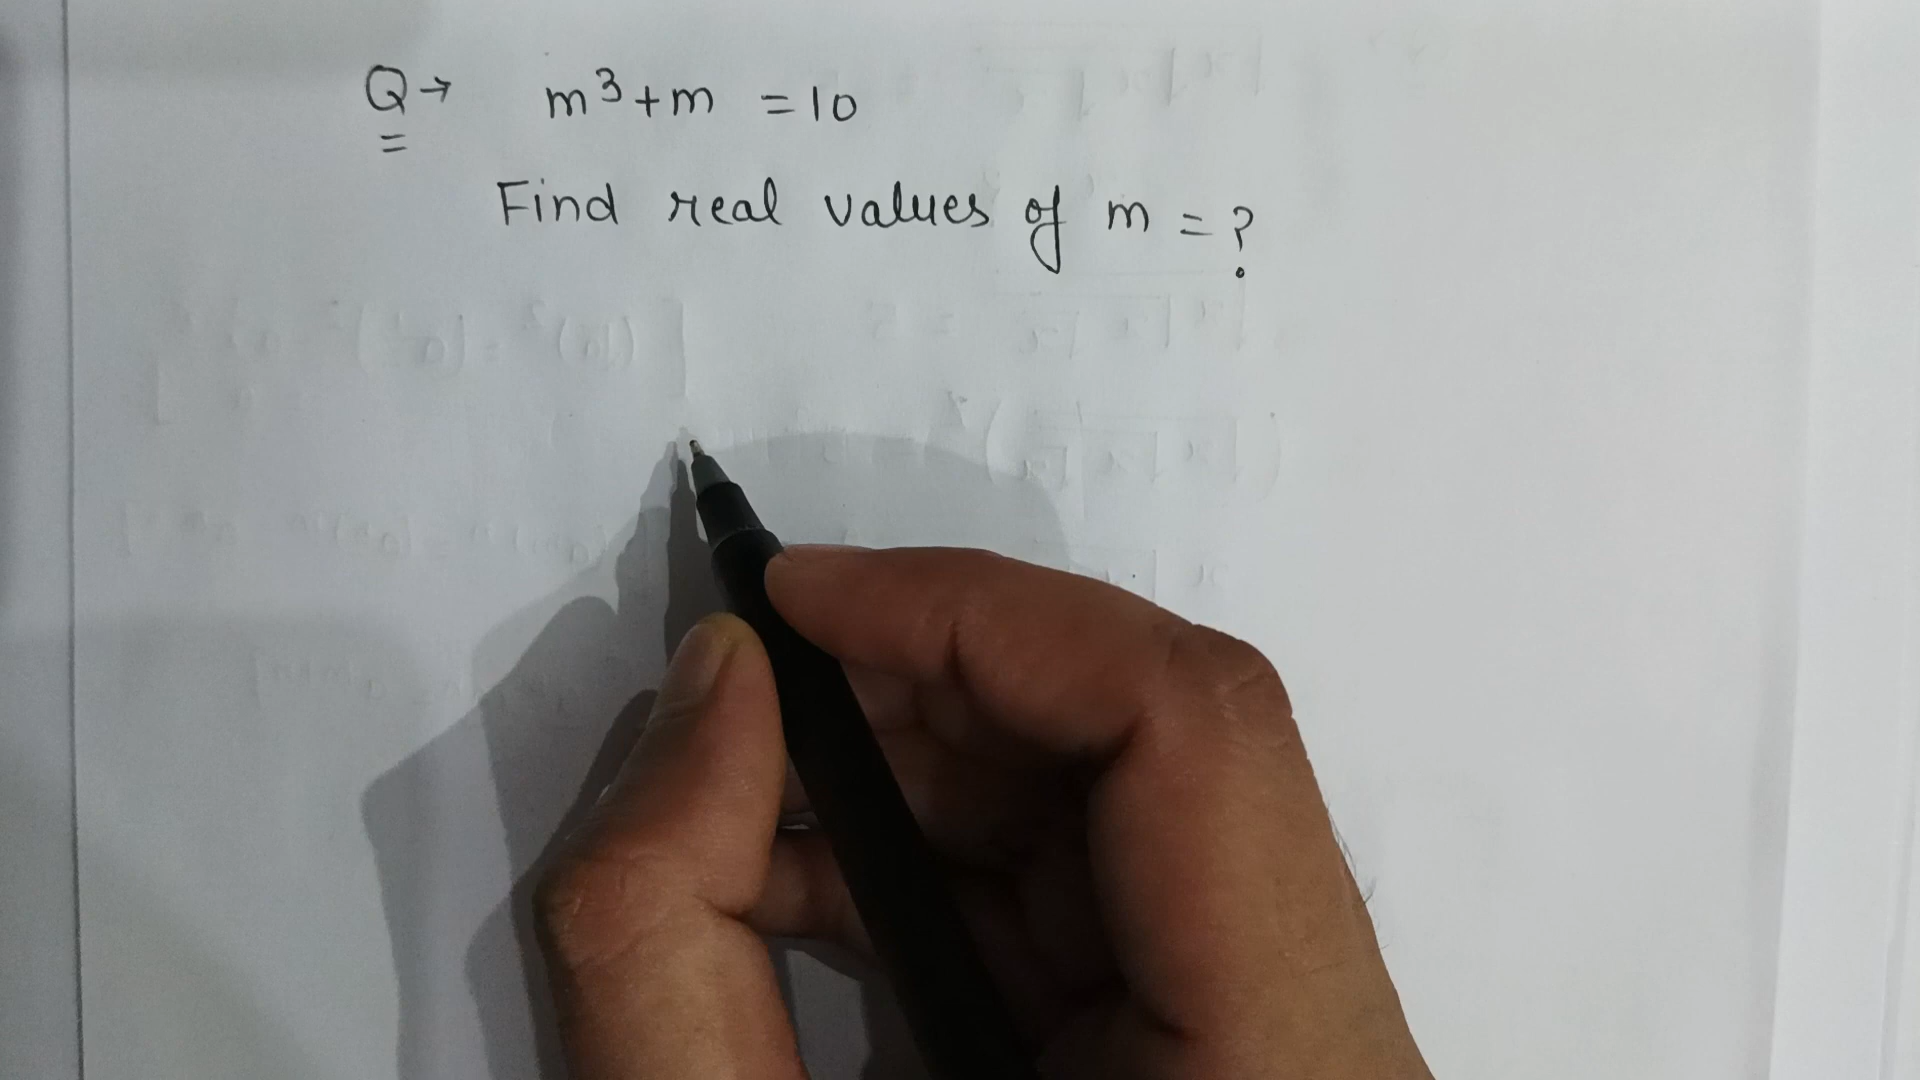 Q→ m³+m = 10
Find real values of m = ?